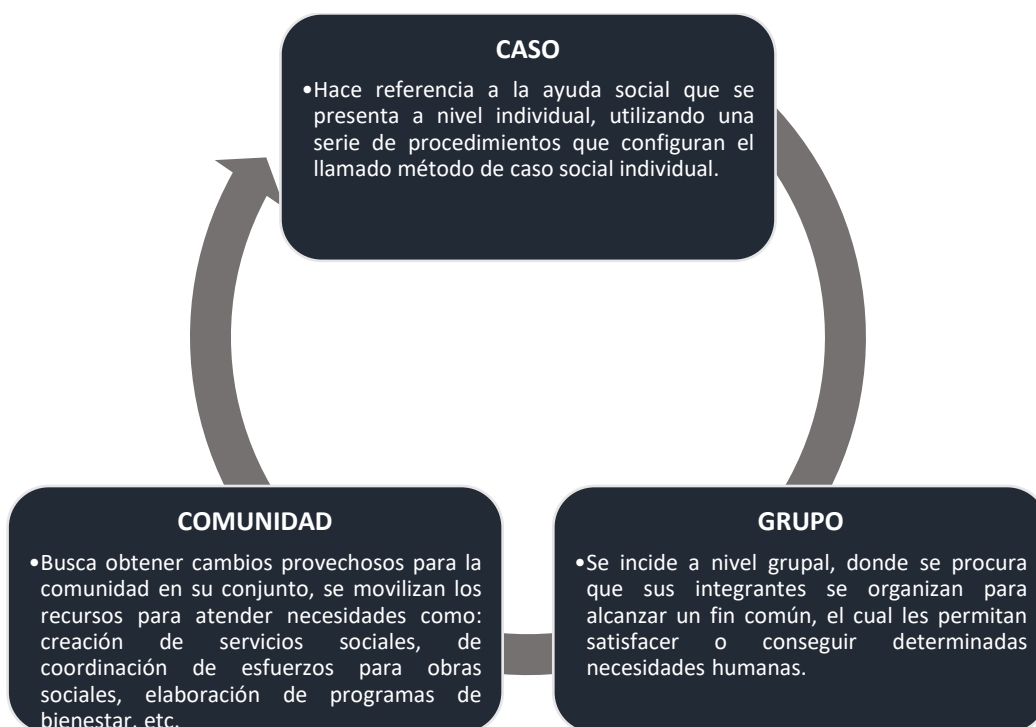 CASO
•Hace referencia a la ayuda social que se
presenta a nivel individual, utilizando una
serie de procedimientos que configuran el
llamado método de caso social individual.
COMUNIDAD
•Busca obtener cambios provechosos para la
comunidad en su conjunto, se movilizan los
recursos para atender necesidades como:
creación de servicios sociales, de
coordinación de esfuerzos para obras
sociales, elaboración de programas de
bienestar, etc.
GRUPO
•Se incide a nivel grupal, donde se procura
que sus integrantes se organizan para
alcanzar un fin común, el cual les permitan
satisfacer o conseguir determinadas
necesidades humanas.